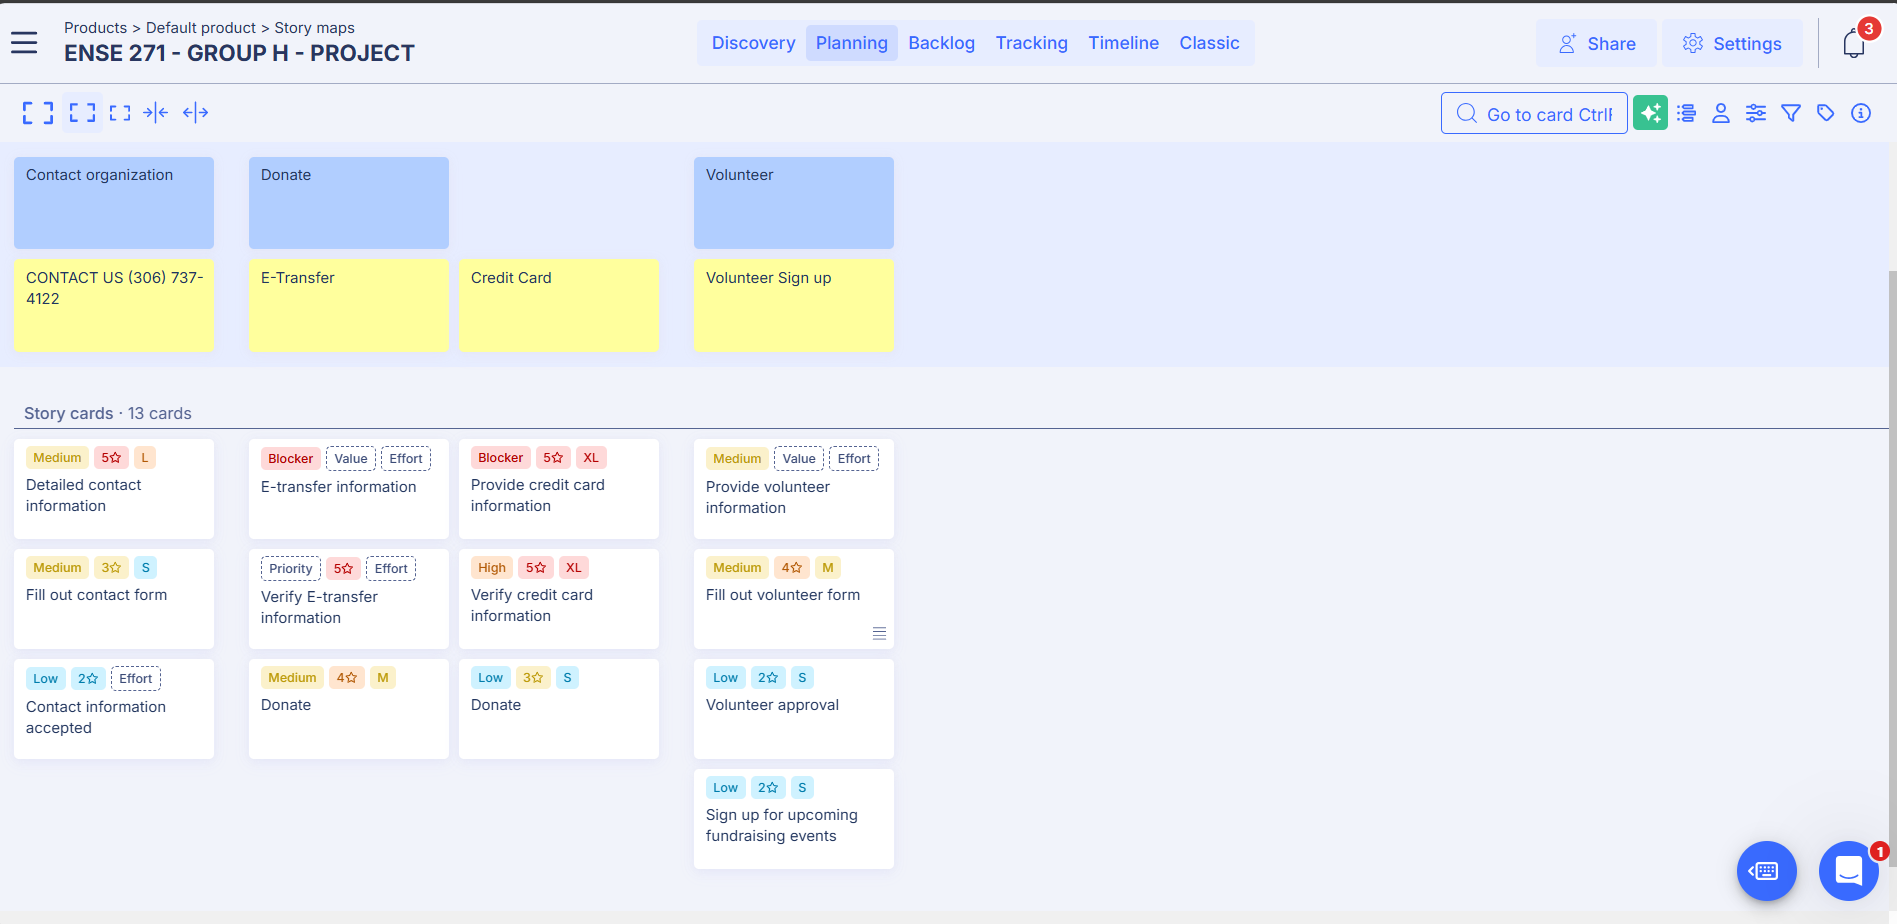 Products > Default product > Story maps
ENSE 271 - GROUP H - PROJECT
Discovery Planning Backlog Tracking Timeline Classic
Share Settings 3
Go to card Ctrl
Contact organization
Donate
Volunteer
CONTACT US (306) 737-
4122
E-Transfer
Credit Card
Volunteer Sign up
Story cards · 13 cards
Medium 5☆ L
Detailed contact
information
Blocker Value Effort
E-transfer information
Blocker 5☆ XL
Provide credit card
information
Medium Value Effort
Provide volunteer
information
Medium 3☆ S
Fill out contact form
Priority 5☆ Effort
Verify E-transfer
information
High 5☆ XL
Verify credit card
information
Medium 4☆ M
Fill out volunteer form
Low 2☆ Effort
Contact information
accepted
Medium 4☆ M
Donate
Low 3☆ S
Donate
Low 2☆ S
Volunteer approval
Low 2☆ S
Sign up for upcoming
fundraising events
1